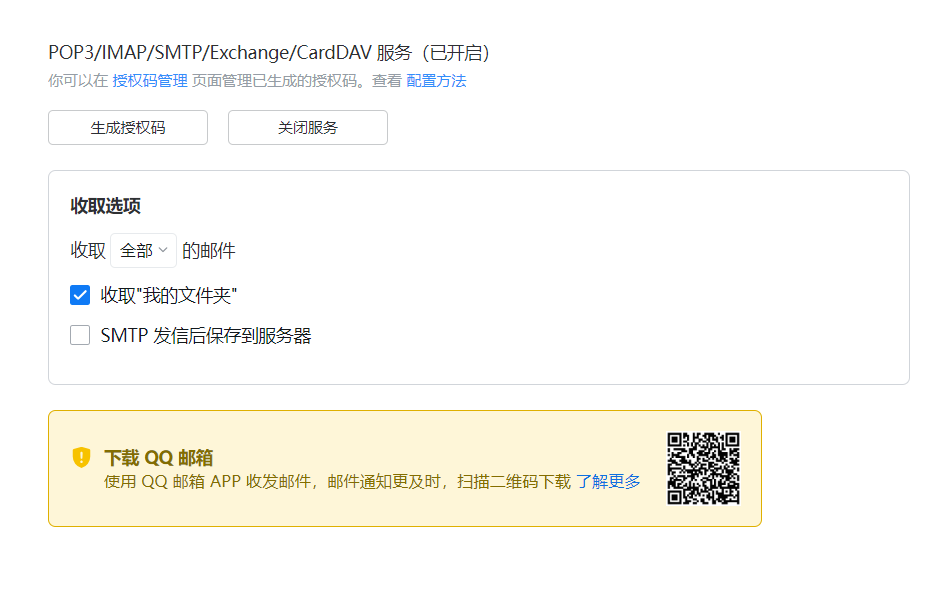 POP3/IMAP/SMTP/Exchange/CardDAV 服务（已开启）
你可以在 授权码管理 页面管理已生成的授权码。查看 配置方法
生成授权码 关闭服务
收取选项
收取 全部 的邮件
收取"我的文件夹"
SMTP 发信后保存到服务器
下载 QQ 邮箱
使用 QQ 邮箱 APP 收发邮件，邮件通知更及时，扫描二维码下载 了解更多